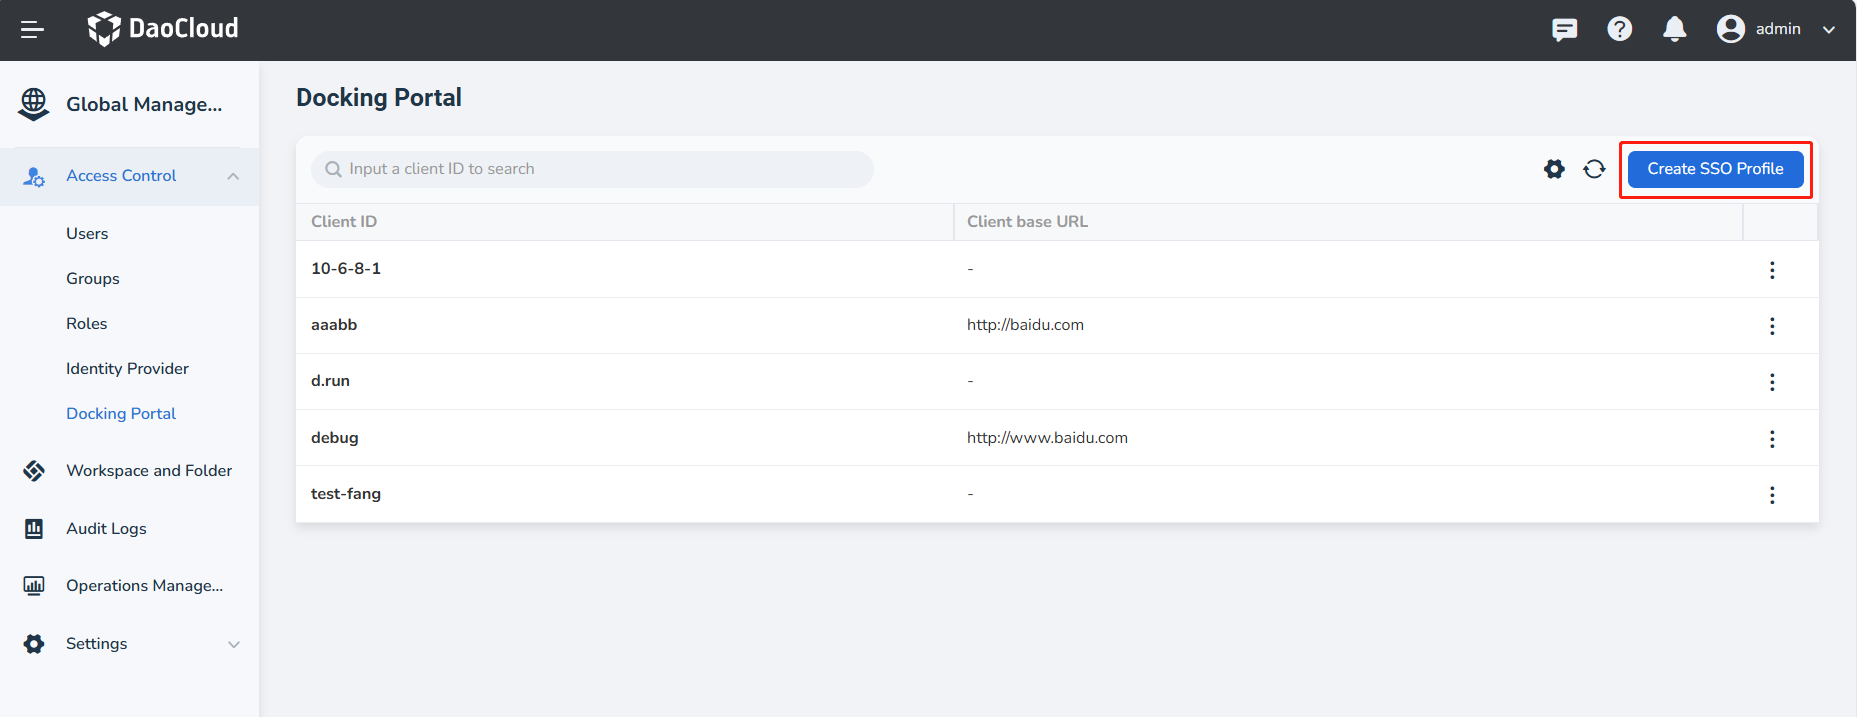 DaoCloud
admin
Global Manage...
Access Control
Users
Groups
Roles
Identity Provider
Docking Portal
Workspace and Folder
Audit Logs
Operations Manage...
Settings
Docking Portal
Input a client ID to search
Create SSO Profile
Client ID Client base URL
10-6-8-1 -
aaabb http://baidu.com
d.run -
debug http://www.baidu.com
test-fang -